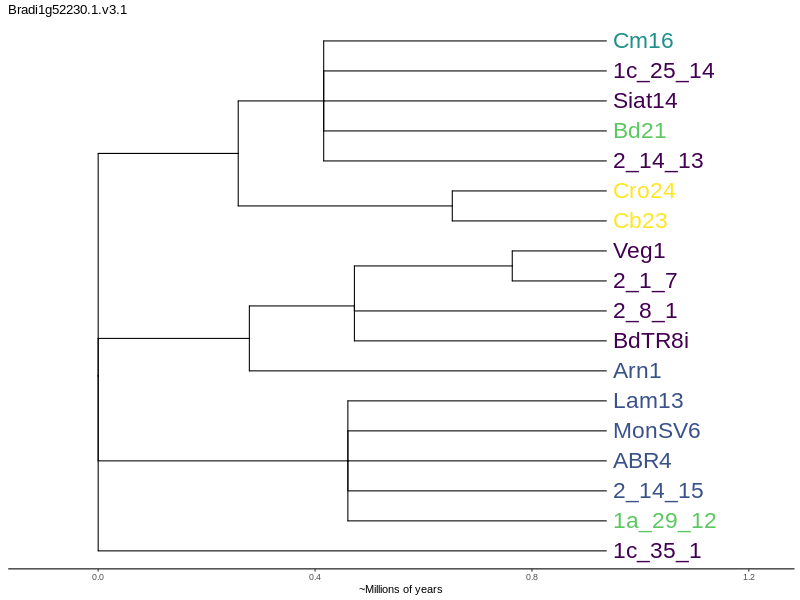 Bradi1g52230.1.v3.1
Cm16
1c_25_14
Siat14
Bd21
2_14_13
Cro24
Cb23
Veg1
2_1_7
2_8_1
BdTR8i
Arn1
Lam13
MonSV6
ABR4
2_14_15
1a_29_12
1c_35_1
0.0 0.4 0.8 1.2
~Millions of years